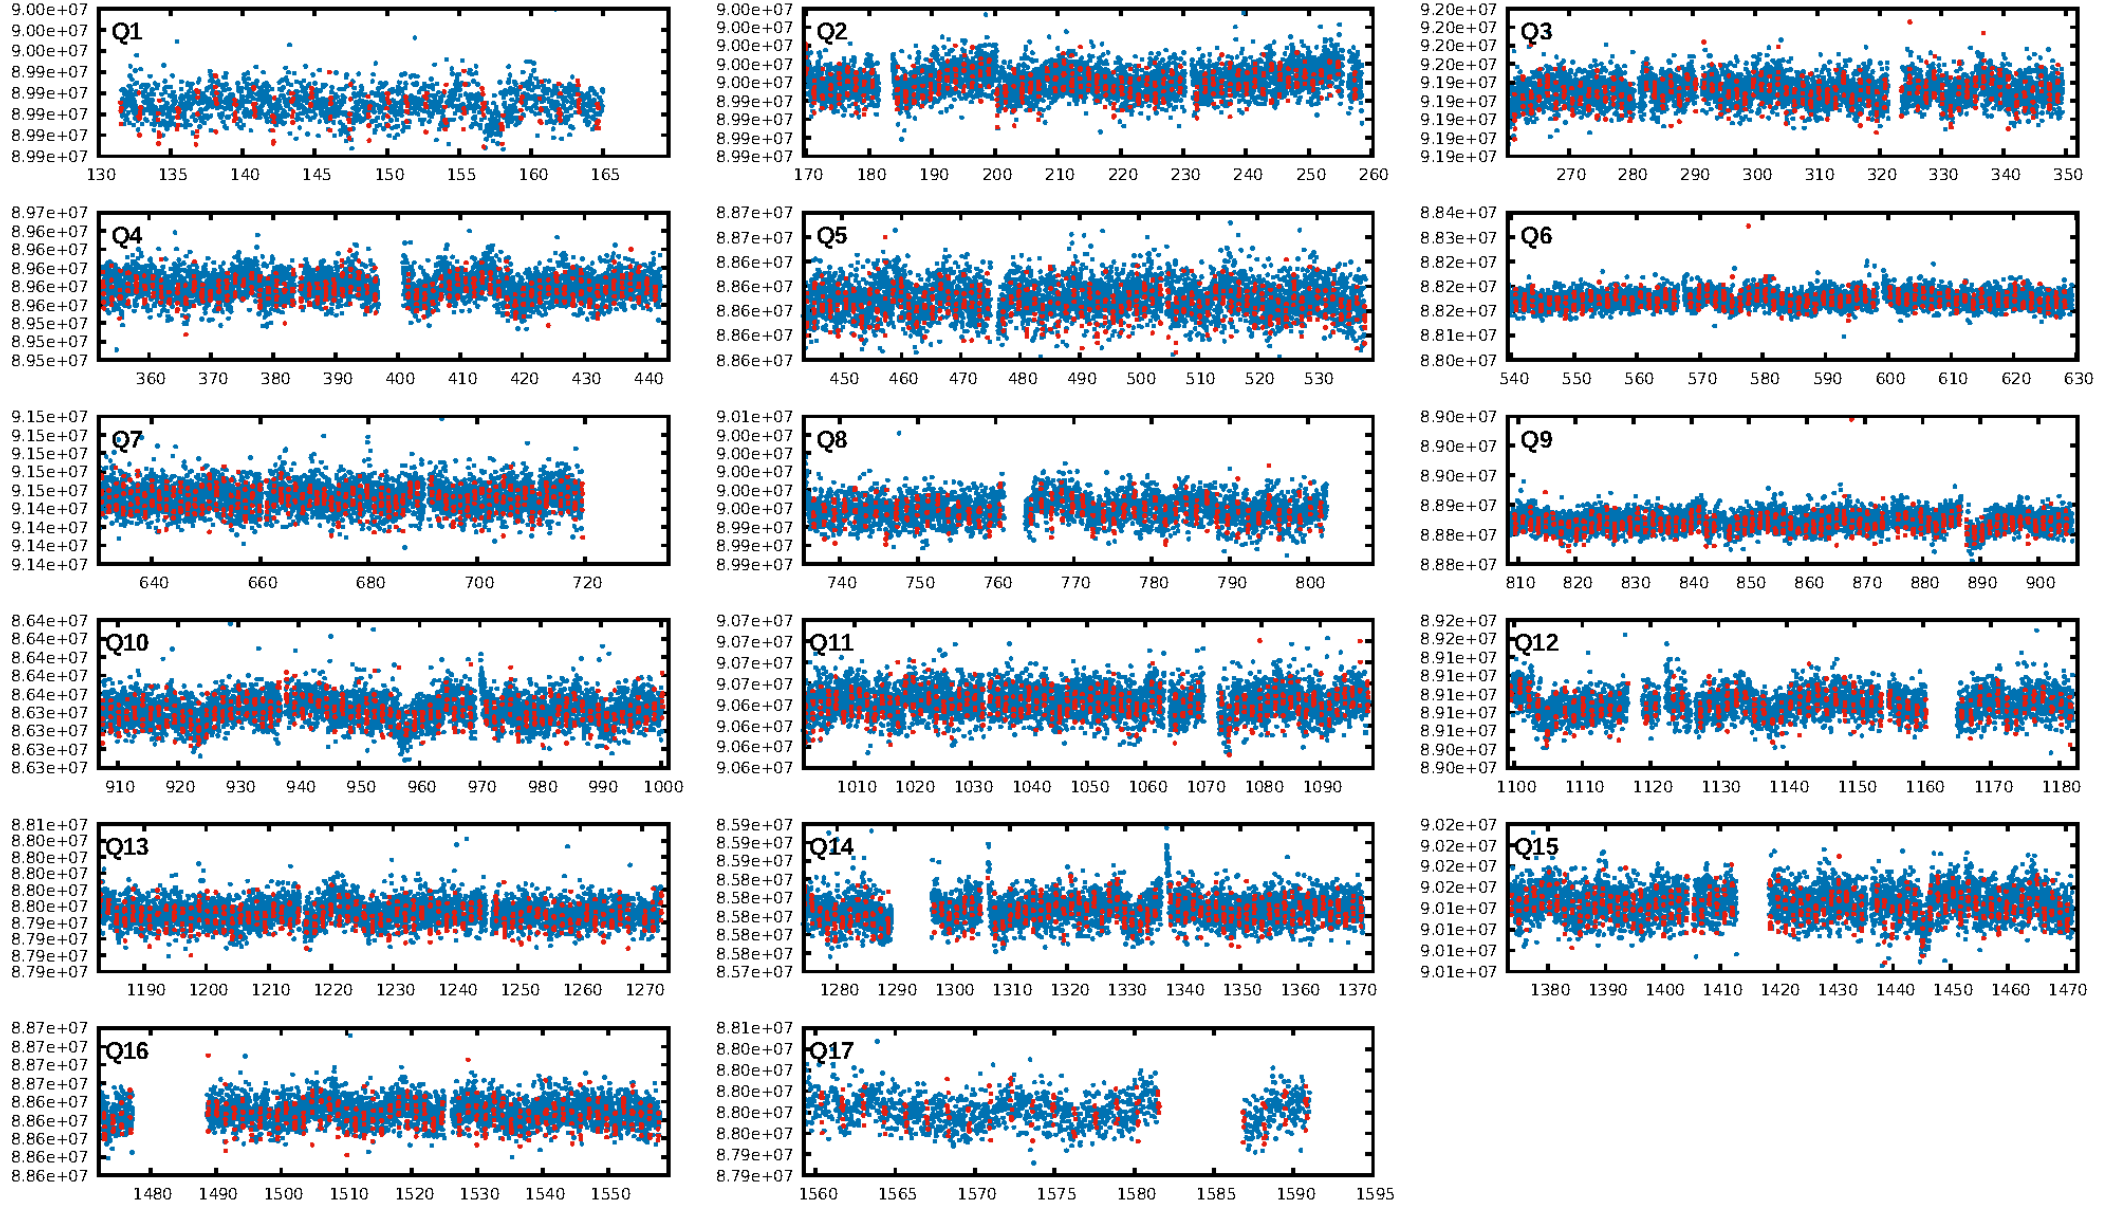 Q1
9.00e+07
9.00e+07
9.00e+07
8.99e+07
8.99e+07
8.99e+07
8.99e+07
8.99e+07
130 135 140 145 150 155 160 165
Q2
9.00e+07
9.00e+07
9.00e+07
9.00e+07
9.00e+07
8.99e+07
8.99e+07
8.99e+07
8.99e+07
170 180 190 200 210 220 230 240 250 260
Q3
9.20e+07
9.20e+07
9.20e+07
9.20e+07
9.19e+07
9.19e+07
9.19e+07
9.19e+07
9.19e+07
270 280 290 300 310 320 330 340 350
Q4
8.97e+07
8.96e+07
8.96e+07
8.96e+07
8.96e+07
8.96e+07
8.95e+07
8.95e+07
8.95e+07
360 370 380 390 400 410 420 430 440
Q5
8.87e+07
8.87e+07
8.86e+07
8.86e+07
8.86e+07
8.86e+07
8.86e+07
450 460 470 480 490 500 510 520 530
Q6
8.84e+07
8.83e+07
8.82e+07
8.82e+07
8.82e+07
8.81e+07
8.80e+07
540 550 560 570 580 590 600 610 620 630
Q7
9.15e+07
9.15e+07
9.15e+07
9.15e+07
9.15e+07
9.14e+07
9.14e+07
9.14e+07
9.14e+07
640 660 680 700 720
Q8
9.01e+07
9.00e+07
9.00e+07
9.00e+07
9.00e+07
9.00e+07
8.99e+07
8.99e+07
8.99e+07
740 750 760 770 780 790 800
Q9
8.90e+07
8.90e+07
8.90e+07
8.89e+07
8.88e+07
8.88e+07
810 820 830 840 850 860 870 880 890 900
Q10
8.64e+07
8.64e+07
8.64e+07
8.64e+07
8.64e+07
8.63e+07
8.63e+07
8.63e+07
8.63e+07
910 920 930 940 950 960 970 980 990 1000
Q11
9.07e+07
9.07e+07
9.07e+07
9.07e+07
9.06e+07
9.06e+07
9.06e+07
9.06e+07
1010 1020 1030 1040 1050 1060 1070 1080 1090
Q12
8.92e+07
8.92e+07
8.91e+07
8.91e+07
8.91e+07
8.91e+07
8.91e+07
8.90e+07
8.90e+07
1100 1110 1120 1130 1140 1150 1160 1170 1180
Q13
8.81e+07
8.80e+07
8.80e+07
8.80e+07
8.80e+07
8.80e+07
8.79e+07
8.79e+07
8.79e+07
8.79e+07
1190 1200 1210 1220 1230 1240 1250 1260 1270
Q14
8.59e+07
8.59e+07
8.59e+07
8.58e+07
8.58e+07
8.58e+07
8.58e+07
8.58e+07
8.57e+07
1280 1290 1300 1310 1320 1330 1340 1350 1360 1370
Q15
9.02e+07
9.02e+07
9.02e+07
9.02e+07
9.01e+07
9.01e+07
9.01e+07
9.01e+07
1380 1390 1400 1410 1420 1430 1440 1450 1460 1470
Q16
8.87e+07
8.87e+07
8.87e+07
8.87e+07
8.86e+07
8.86e+07
8.86e+07
8.86e+07
8.86e+07
1480 1490 1500 1510 1520 1530 1540 1550
Q17
8.81e+07
8.80e+07
8.80e+07
8.80e+07
8.80e+07
8.80e+07
8.79e+07
8.79e+07
1560 1565 1570 1575 1580 1585 1590 1595